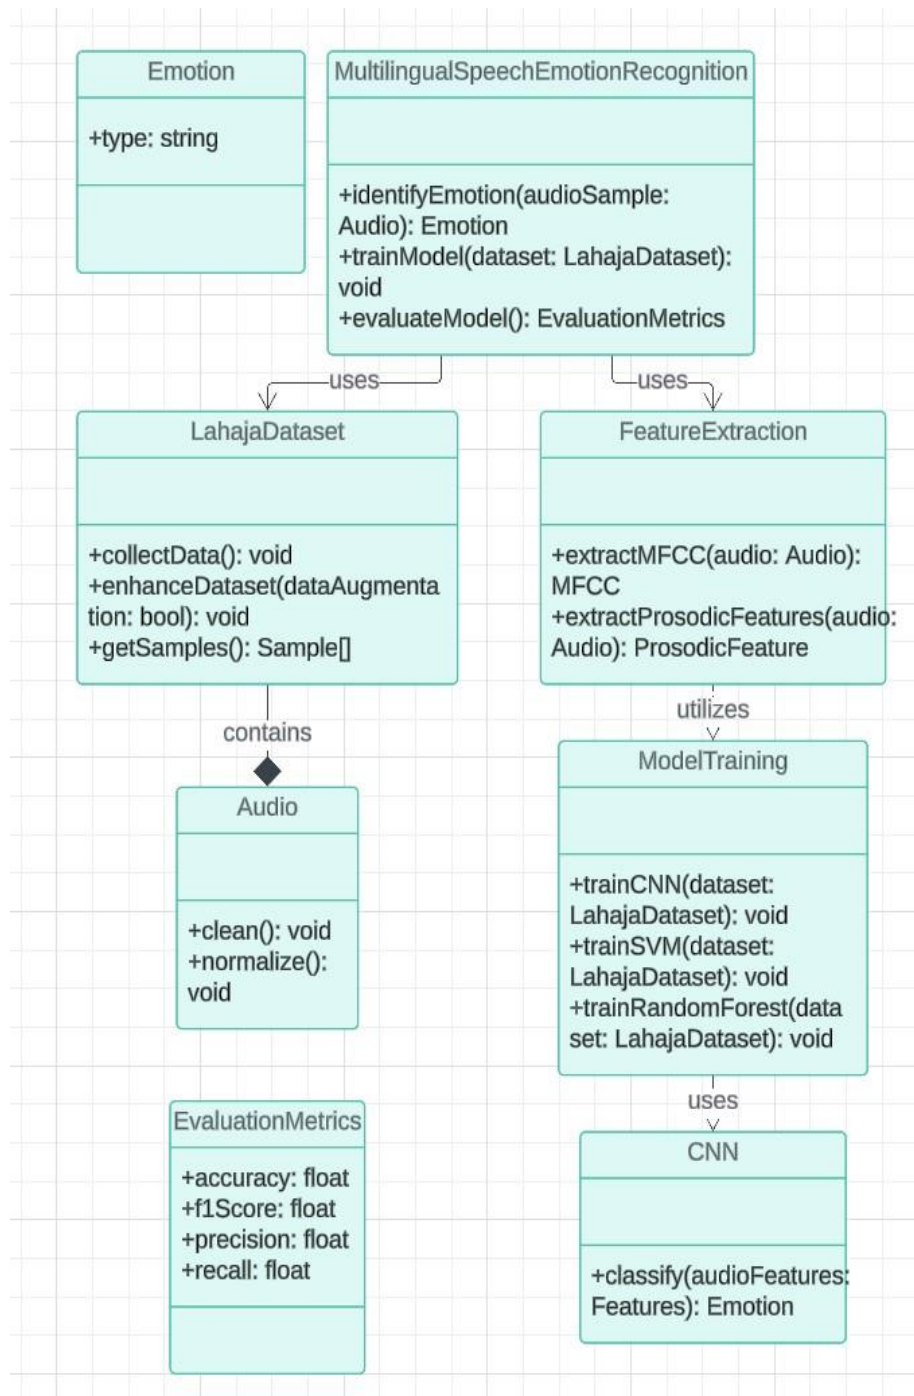 Emotion
+type: string
MultilingualSpeechEmotionRecognition
+identifyEmotion(audioSample:
Audio): Emotion
+trainModel(dataset: LahajaDataset):
void
+evaluateModel(): EvaluationMetrics
uses
uses
LahajaDataset
+collectData(): void
+enhanceDataset(dataAugmenta
tion: bool): void
+getSamples(): Sample[]
FeatureExtraction
+extractMFCC(audio: Audio):
MFCC
+extractProsodicFeatures(audio:
Audio): ProsodicFeature
contains
utilizes
Audio
+clean(): void
+normalize():
void
ModelTraining
+trainCNN(dataset:
LahajaDataset): void
+trainSVM(dataset:
LahajaDataset): void
+trainRandomForest(data
set: LahajaDataset): void
uses
EvaluationMetrics
+accuracy: float
+f1Score: float
+precision: float
+recall: float
CNN
+classify(audioFeatures:
Features): Emotion